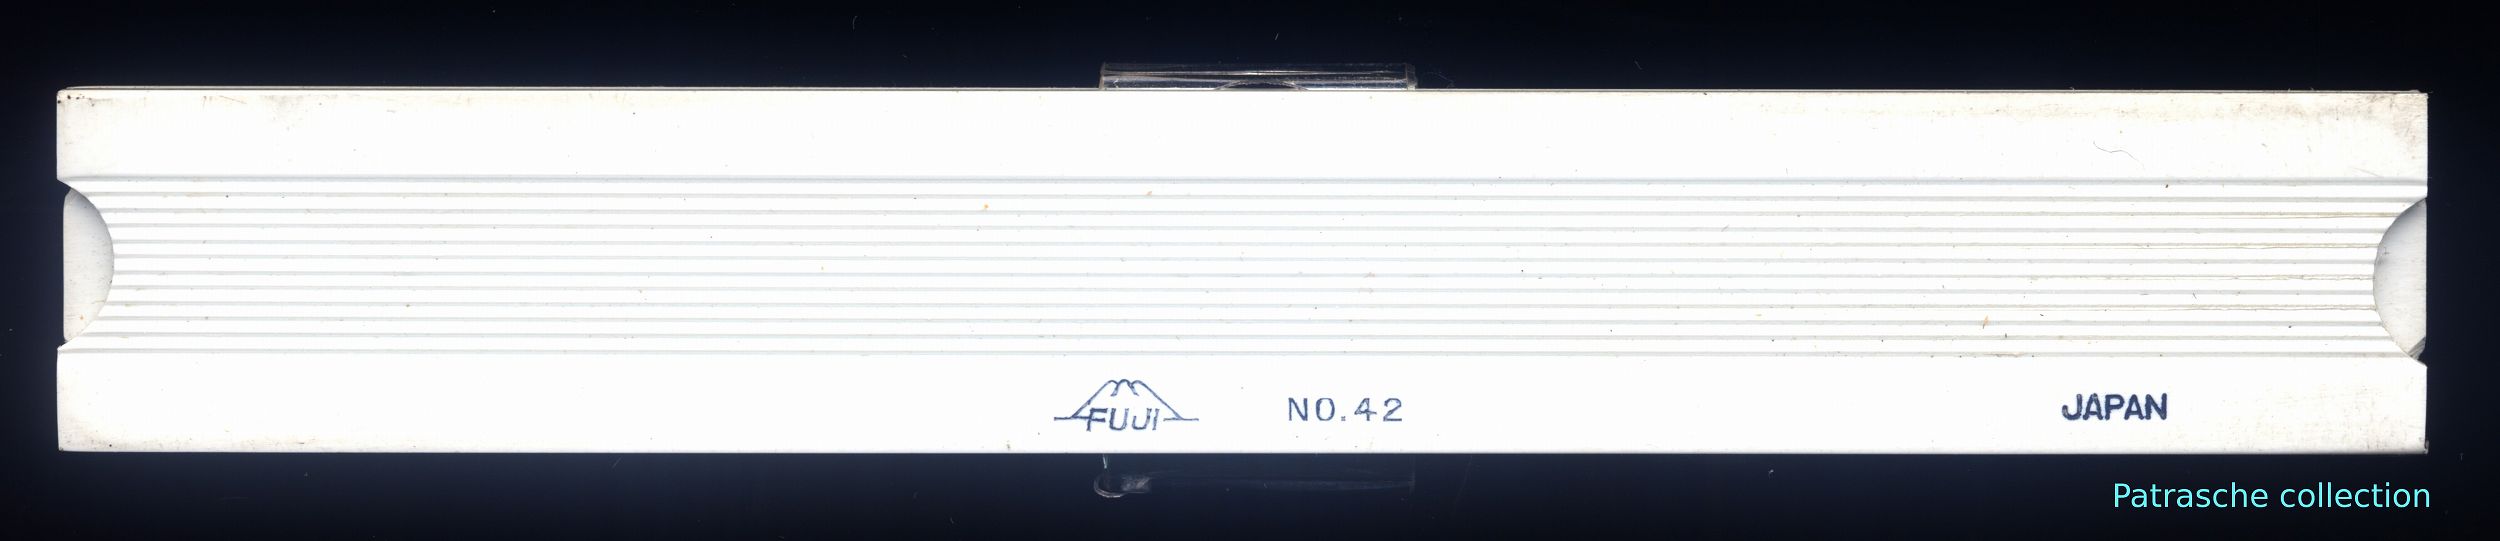 FUJI NO.42 JAPAN
Patrasche collection